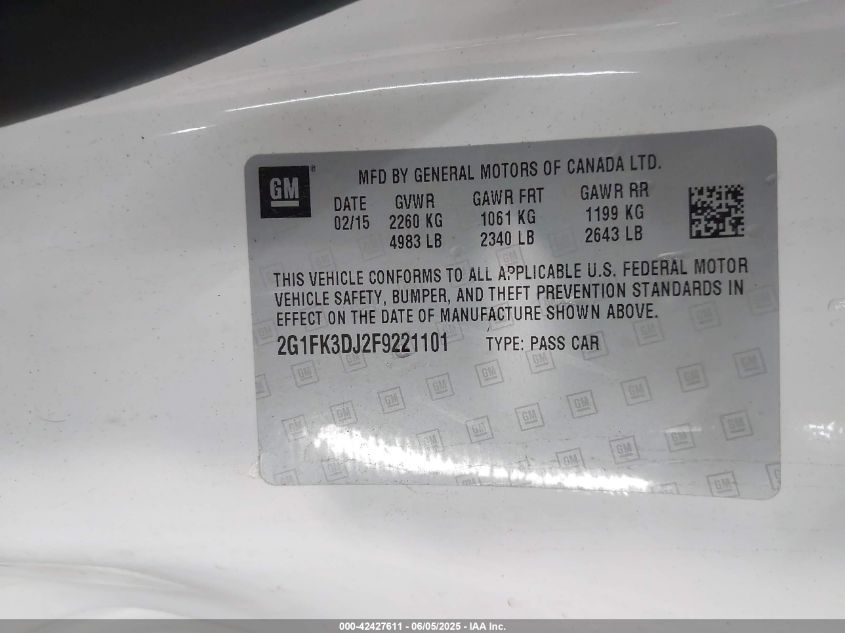 GM
MFD BY GENERAL MOTORS OF CANADA LTD.
DATE GVWR GAWR FRT GAWR RR
02/15 2260 KG 1061 KG 1199 KG
4983 LB 2340 LB 2643 LB
THIS VEHICLE CONFORMS TO ALL APPLICABLE U.S. FEDERAL MOTOR
VEHICLE SAFETY, BUMPER, AND THEFT PREVENTION STANDARDS IN
EFFECT ON THE DATE OF MANUFACTURE SHOWN ABOVE.
2G1FK3DJ2F9221101 TYPE: PASS CAR
000-42427611 - 06/05/2025 - IAA Inc.